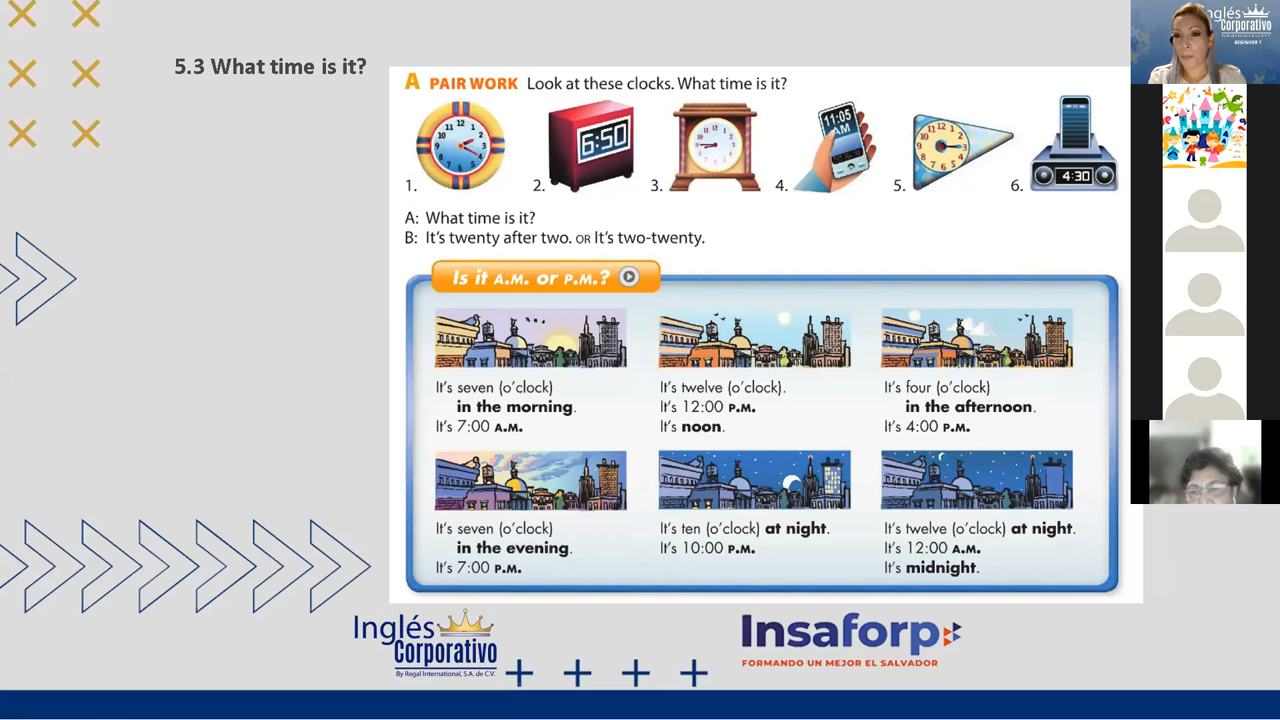 5.3 What time is it?
A PAIR WORK Look at these clocks. What time is it?
1.
2.
6:50
3.
4.
11:05
AM
5.
6.
4:30
A: What time is it?
B: It's twenty after two. OR It's two-twenty.
Is it A.M. or P.M.?
It's seven (o'clock)
in the morning.
It's 7:00 A.M.
It's twelve (o'clock).
It's 12:00 P.M.
It's noon.
It's four (o'clock)
in the afternoon.
It's 4:00 P.M.
It's seven (o'clock)
in the evening.
It's 7:00 P.M.
It's ten (o'clock) at night.
It's 10:00 P.M.
It's twelve (o'clock) at night.
It's 12:00 A.M.
It's midnight.
Inglés
Corporativo
By Regal International, S.A. de C.V.
Insaforp
FORMANDO UN MEJOR EL SALVADOR
Inglés
Corporativo
BEGINNER 1